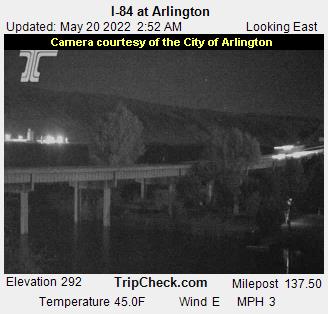 I-84 at Arlington
Updated: May 20 2022 2:52 AM Looking East
Camera courtesy of the City of Arlington
Elevation 292 TripCheck.com Milepost 137.50
Temperature 45.0F Wind E MPH 3